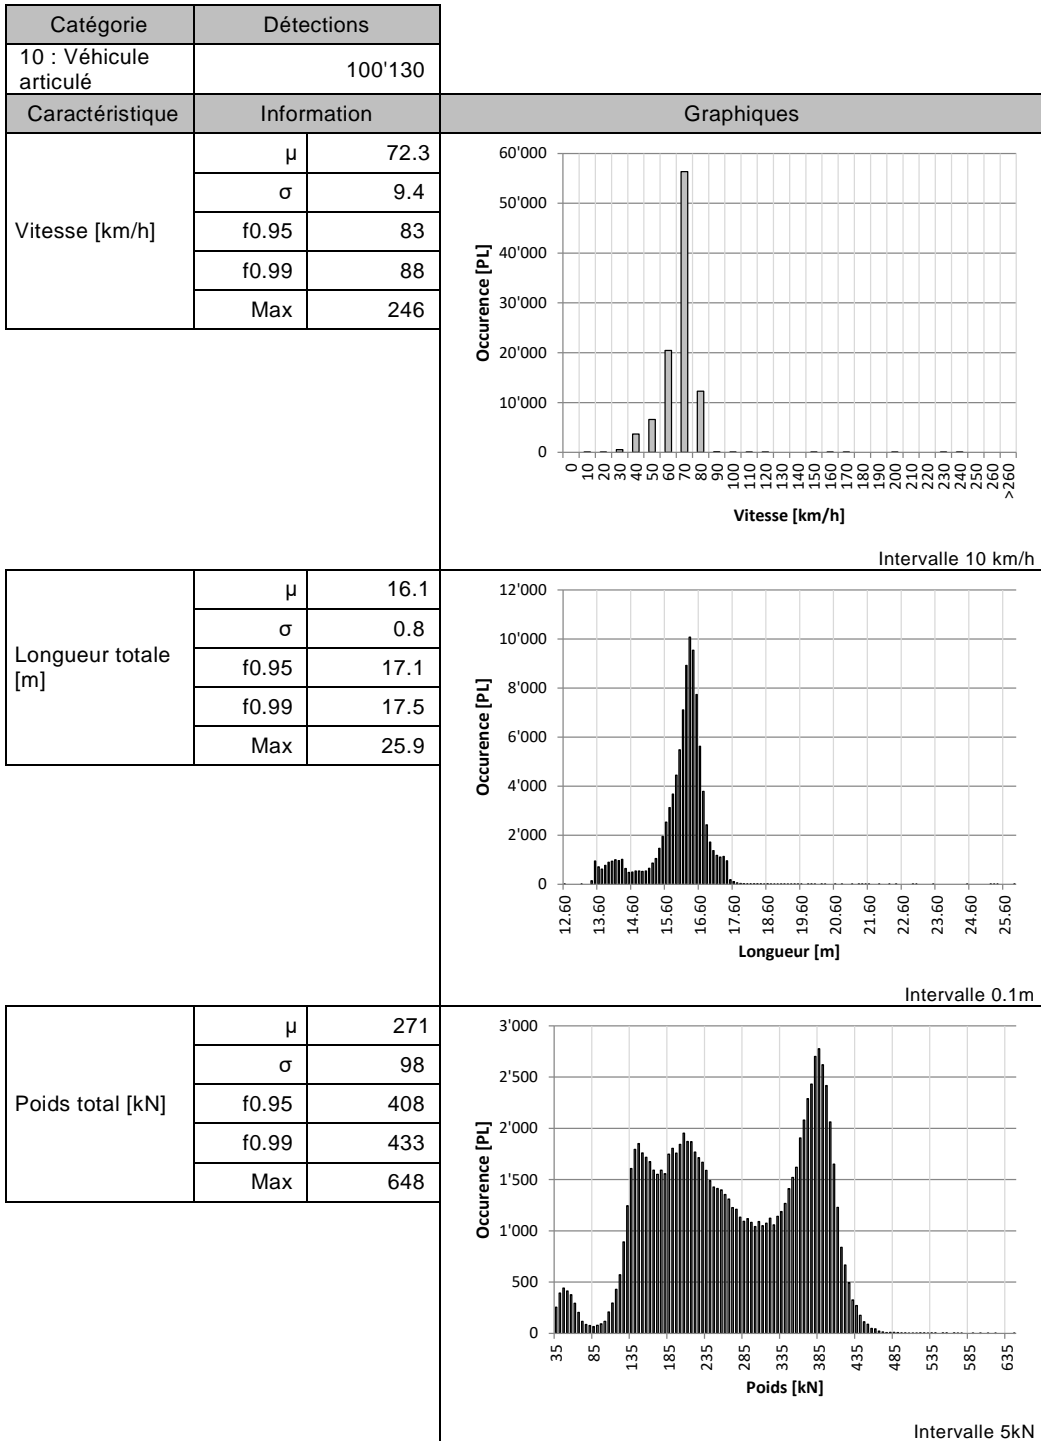 Catégorie Détections
10 : Véhicule
articulé
100'130
Caractéristique Information Graphiques
Vitesse [km/h]
µ 72.3
σ 9.4
f0.95 83
f0.99 88
Max 246
Occurence [PL]
60'000
50'000
40'000
30'000
20'000
10'000
0
0 10 20 30 40 50 60 70 80 90 100 110 120 130 140 150 160 170 180 190 200 210 220 230 240 250 260 >260
Vitesse [km/h]
Intervalle 10 km/h
Longueur totale
[m]
µ 16.1
σ 0.8
f0.95 17.1
f0.99 17.5
Max 25.9
Occurence [PL]
12'000
10'000
8'000
6'000
4'000
2'000
0
12.60 13.60 14.60 15.60 16.60 17.60 18.60 19.60 20.60 21.60 22.60 23.60 24.60 25.60
Longueur [m]
Intervalle 0.1m
Poids total [kN]
µ 271
σ 98
f0.95 408
f0.99 433
Max 648
Occurence [PL]
3'000
2'500
2'000
1'500
1'000
500
0
35 85 135 185 235 285 335 385 435 485 535 585 635
Poids [kN]
Intervalle 5kN